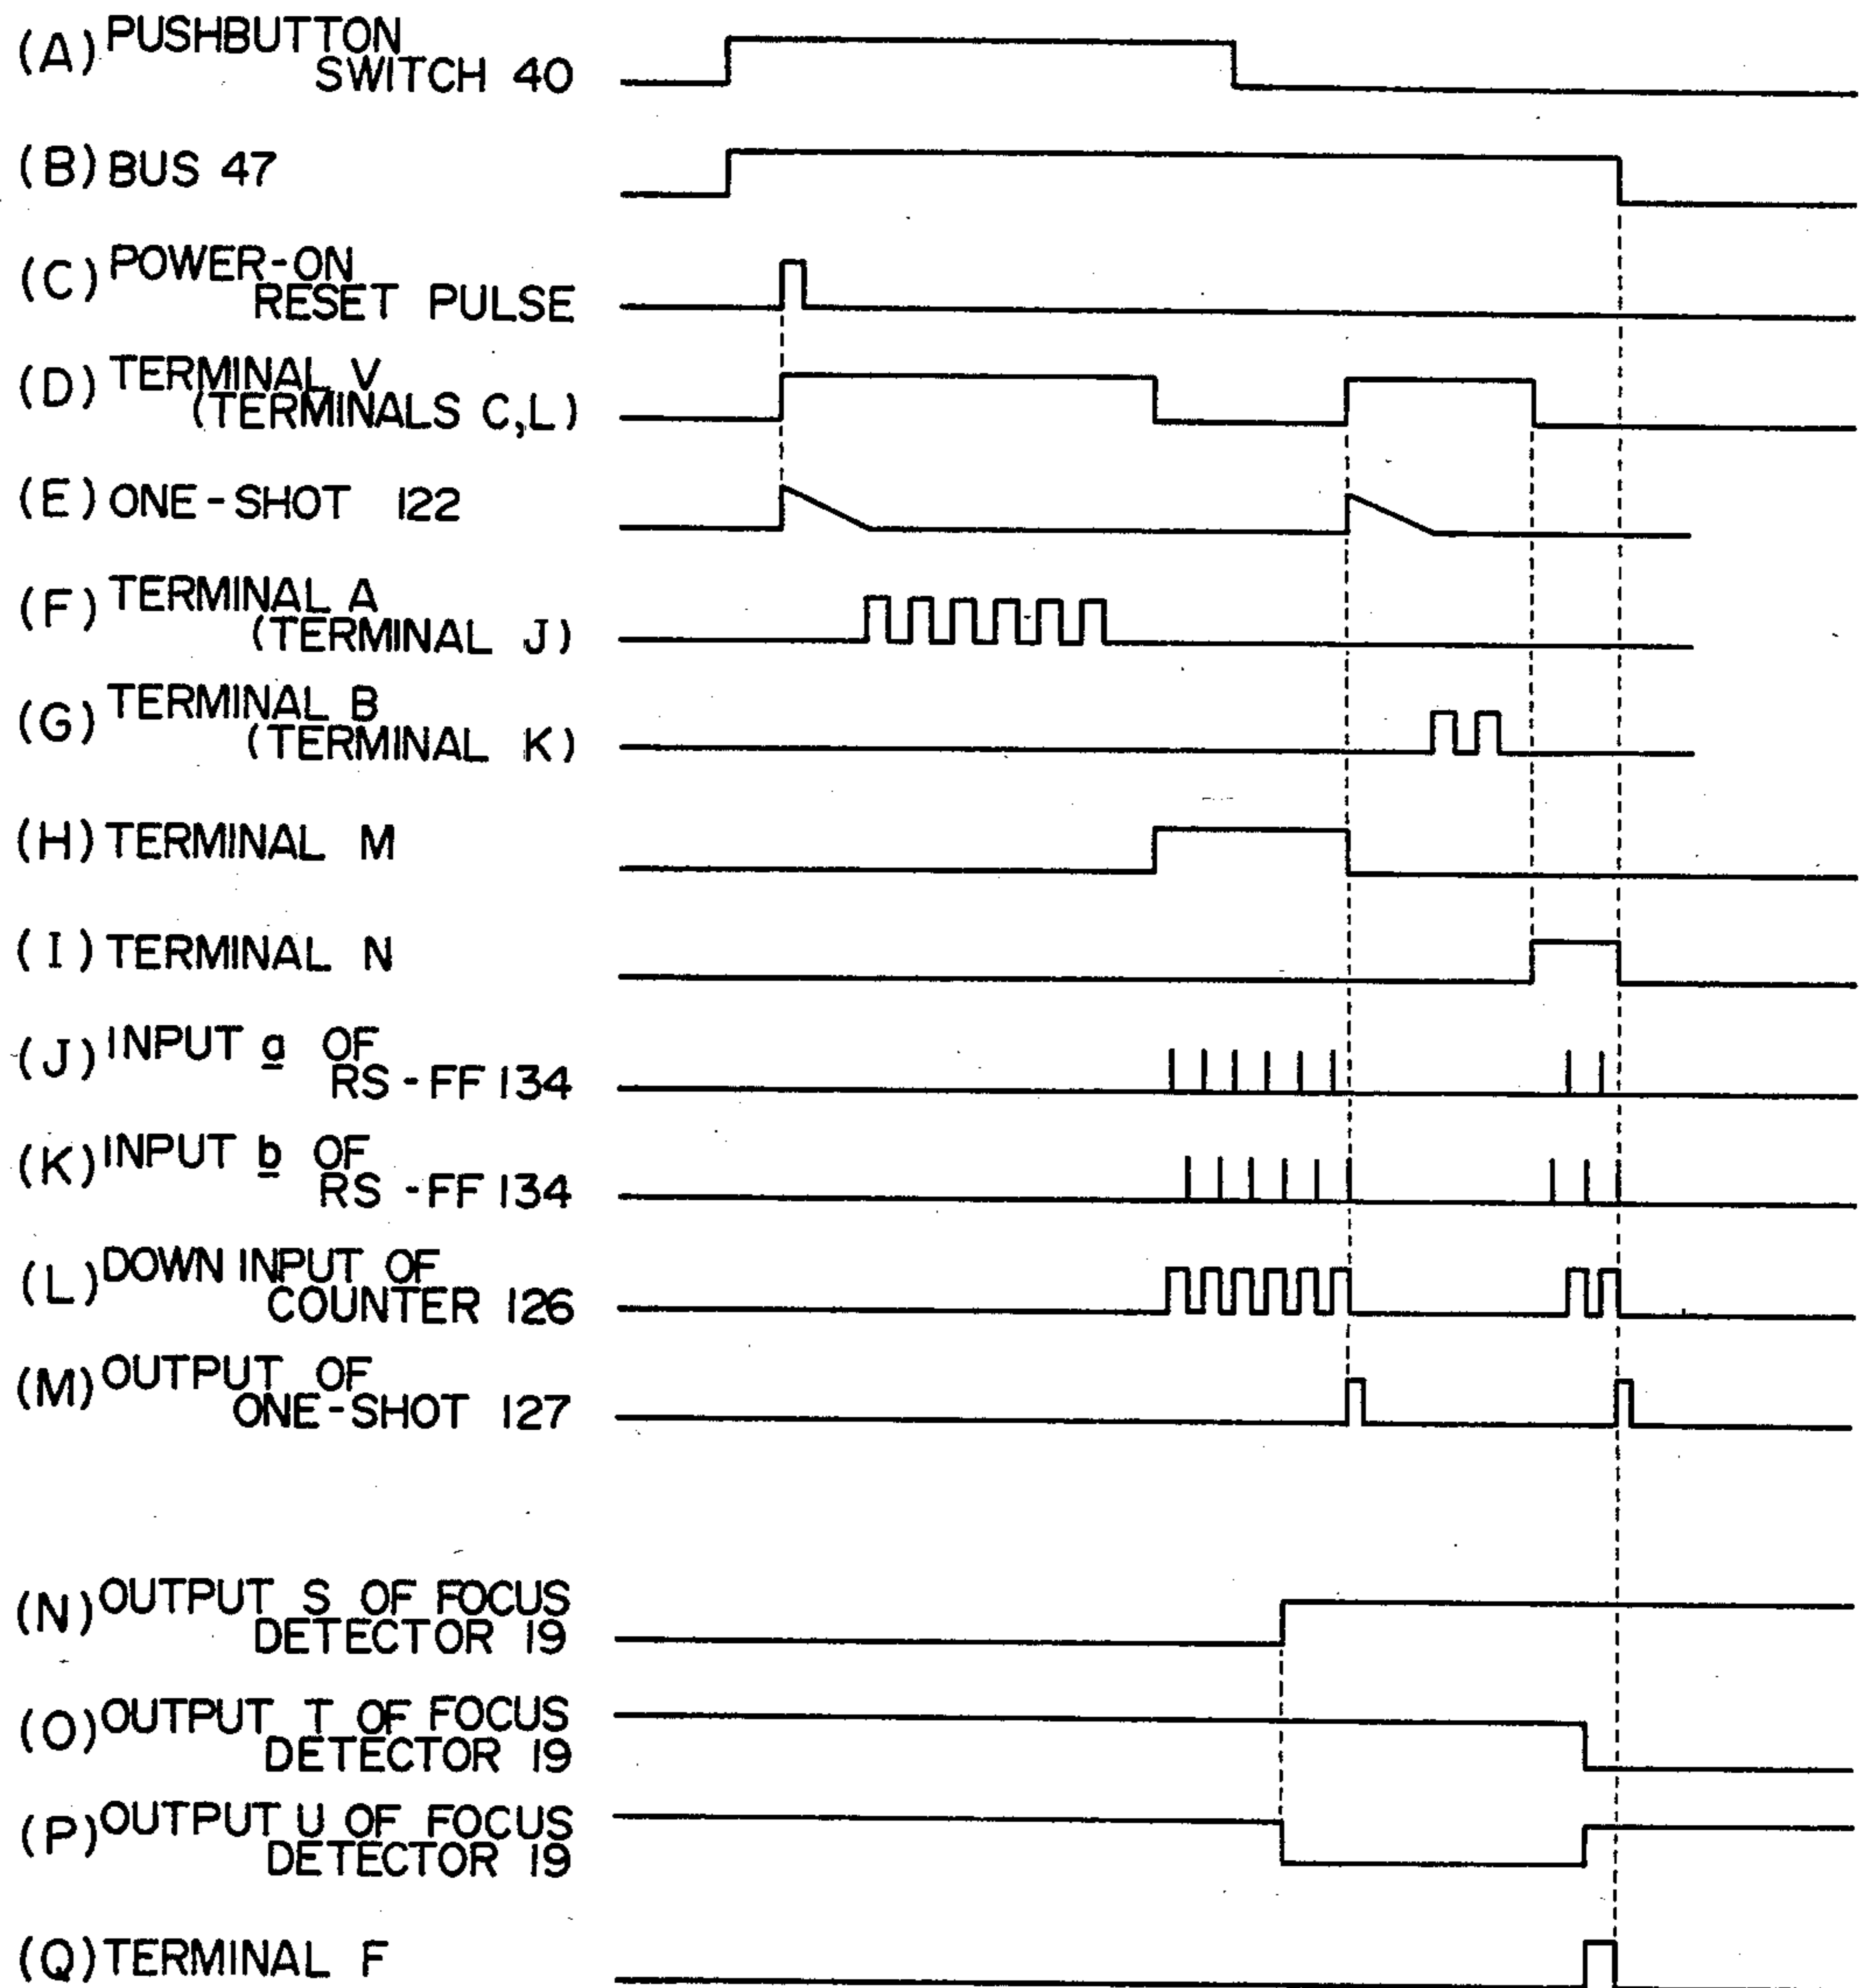 (A) PUSHBUTTON
SWITCH 40
(B) BUS 47
(C) POWER-ON
RESET PULSE
(D) TERMINAL V
(TERMINALS C,L)
(E) ONE-SHOT 122
(F) TERMINAL A
(TERMINAL J)
(G) TERMINAL B
(TERMINAL K)
(H) TERMINAL M
(I) TERMINAL N
(J) INPUT a OF
RS-FF 134
(K) INPUT b OF
RS-FF 134
(L) DOWN INPUT OF
COUNTER 126
(M) OUTPUT OF
ONE-SHOT 127
(N) OUTPUT S OF FOCUS
DETECTOR 19
(O) OUTPUT T OF FOCUS
DETECTOR 19
(P) OUTPUT U OF FOCUS
DETECTOR 19
(Q) TERMINAL F